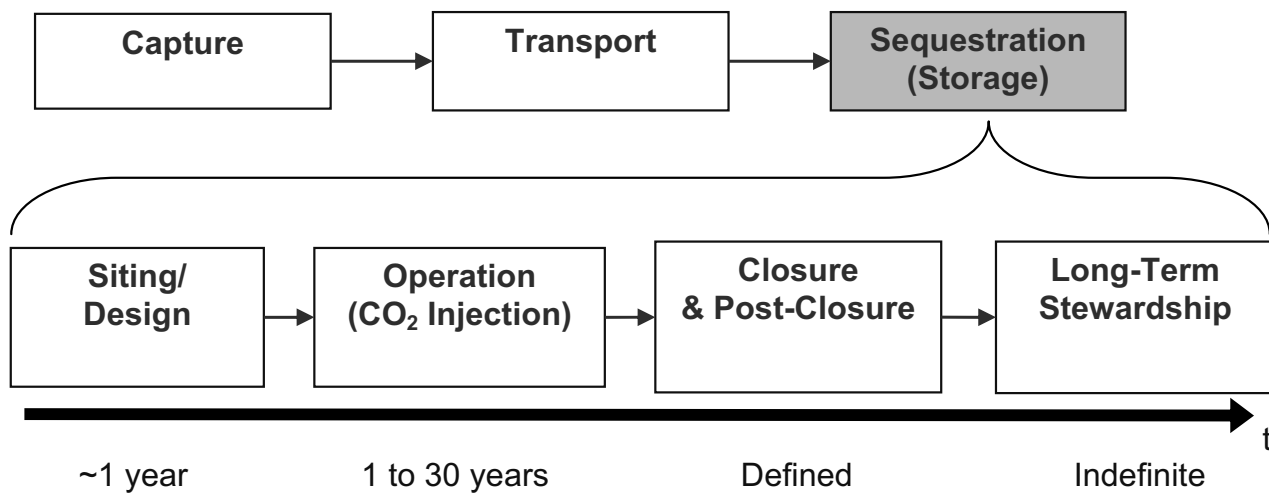 Capture
Transport
Sequestration
(Storage)
Siting/
Design
Operation
(CO₂ Injection)
Closure
& Post-Closure
Long-Term
Stewardship
t
~1 year
1 to 30 years
Defined
Indefinite